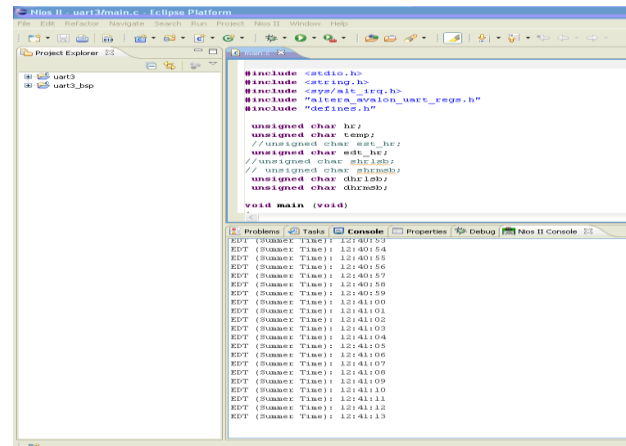 Nios II - uart3/main.c - Eclipse Platform
File Edit Refactor Navigate Search Run Project Nios II Window Help
Project Explorer
main.c
uart3
uart3_bsp
#include <stdio.h>
#include <string.h>
#include <sys/alt_irq.h>
#include "altera_avalon_uart_regs.h"
#include "defines.h"
unsigned char hr;
unsigned char temp;
//unsigned char est_hr;
unsigned char edt_hr;
//unsigned char shrlsb;
// unsigned char shrmsb;
unsigned char dhrlsb;
unsigned char dhrmsb;
void main (void)
Problems Tasks Console Properties Debug Nios II Console
EDT (Summer Time): 12:40:53
EDT (Summer Time): 12:40:54
EDT (Summer Time): 12:40:55
EDT (Summer Time): 12:40:56
EDT (Summer Time): 12:40:57
EDT (Summer Time): 12:40:58
EDT (Summer Time): 12:40:59
EDT (Summer Time): 12:41:00
EDT (Summer Time): 12:41:01
EDT (Summer Time): 12:41:02
EDT (Summer Time): 12:41:03
EDT (Summer Time): 12:41:04
EDT (Summer Time): 12:41:05
EDT (Summer Time): 12:41:06
EDT (Summer Time): 12:41:07
EDT (Summer Time): 12:41:08
EDT (Summer Time): 12:41:09
EDT (Summer Time): 12:41:10
EDT (Summer Time): 12:41:11
EDT (Summer Time): 12:41:12
EDT (Summer Time): 12:41:13